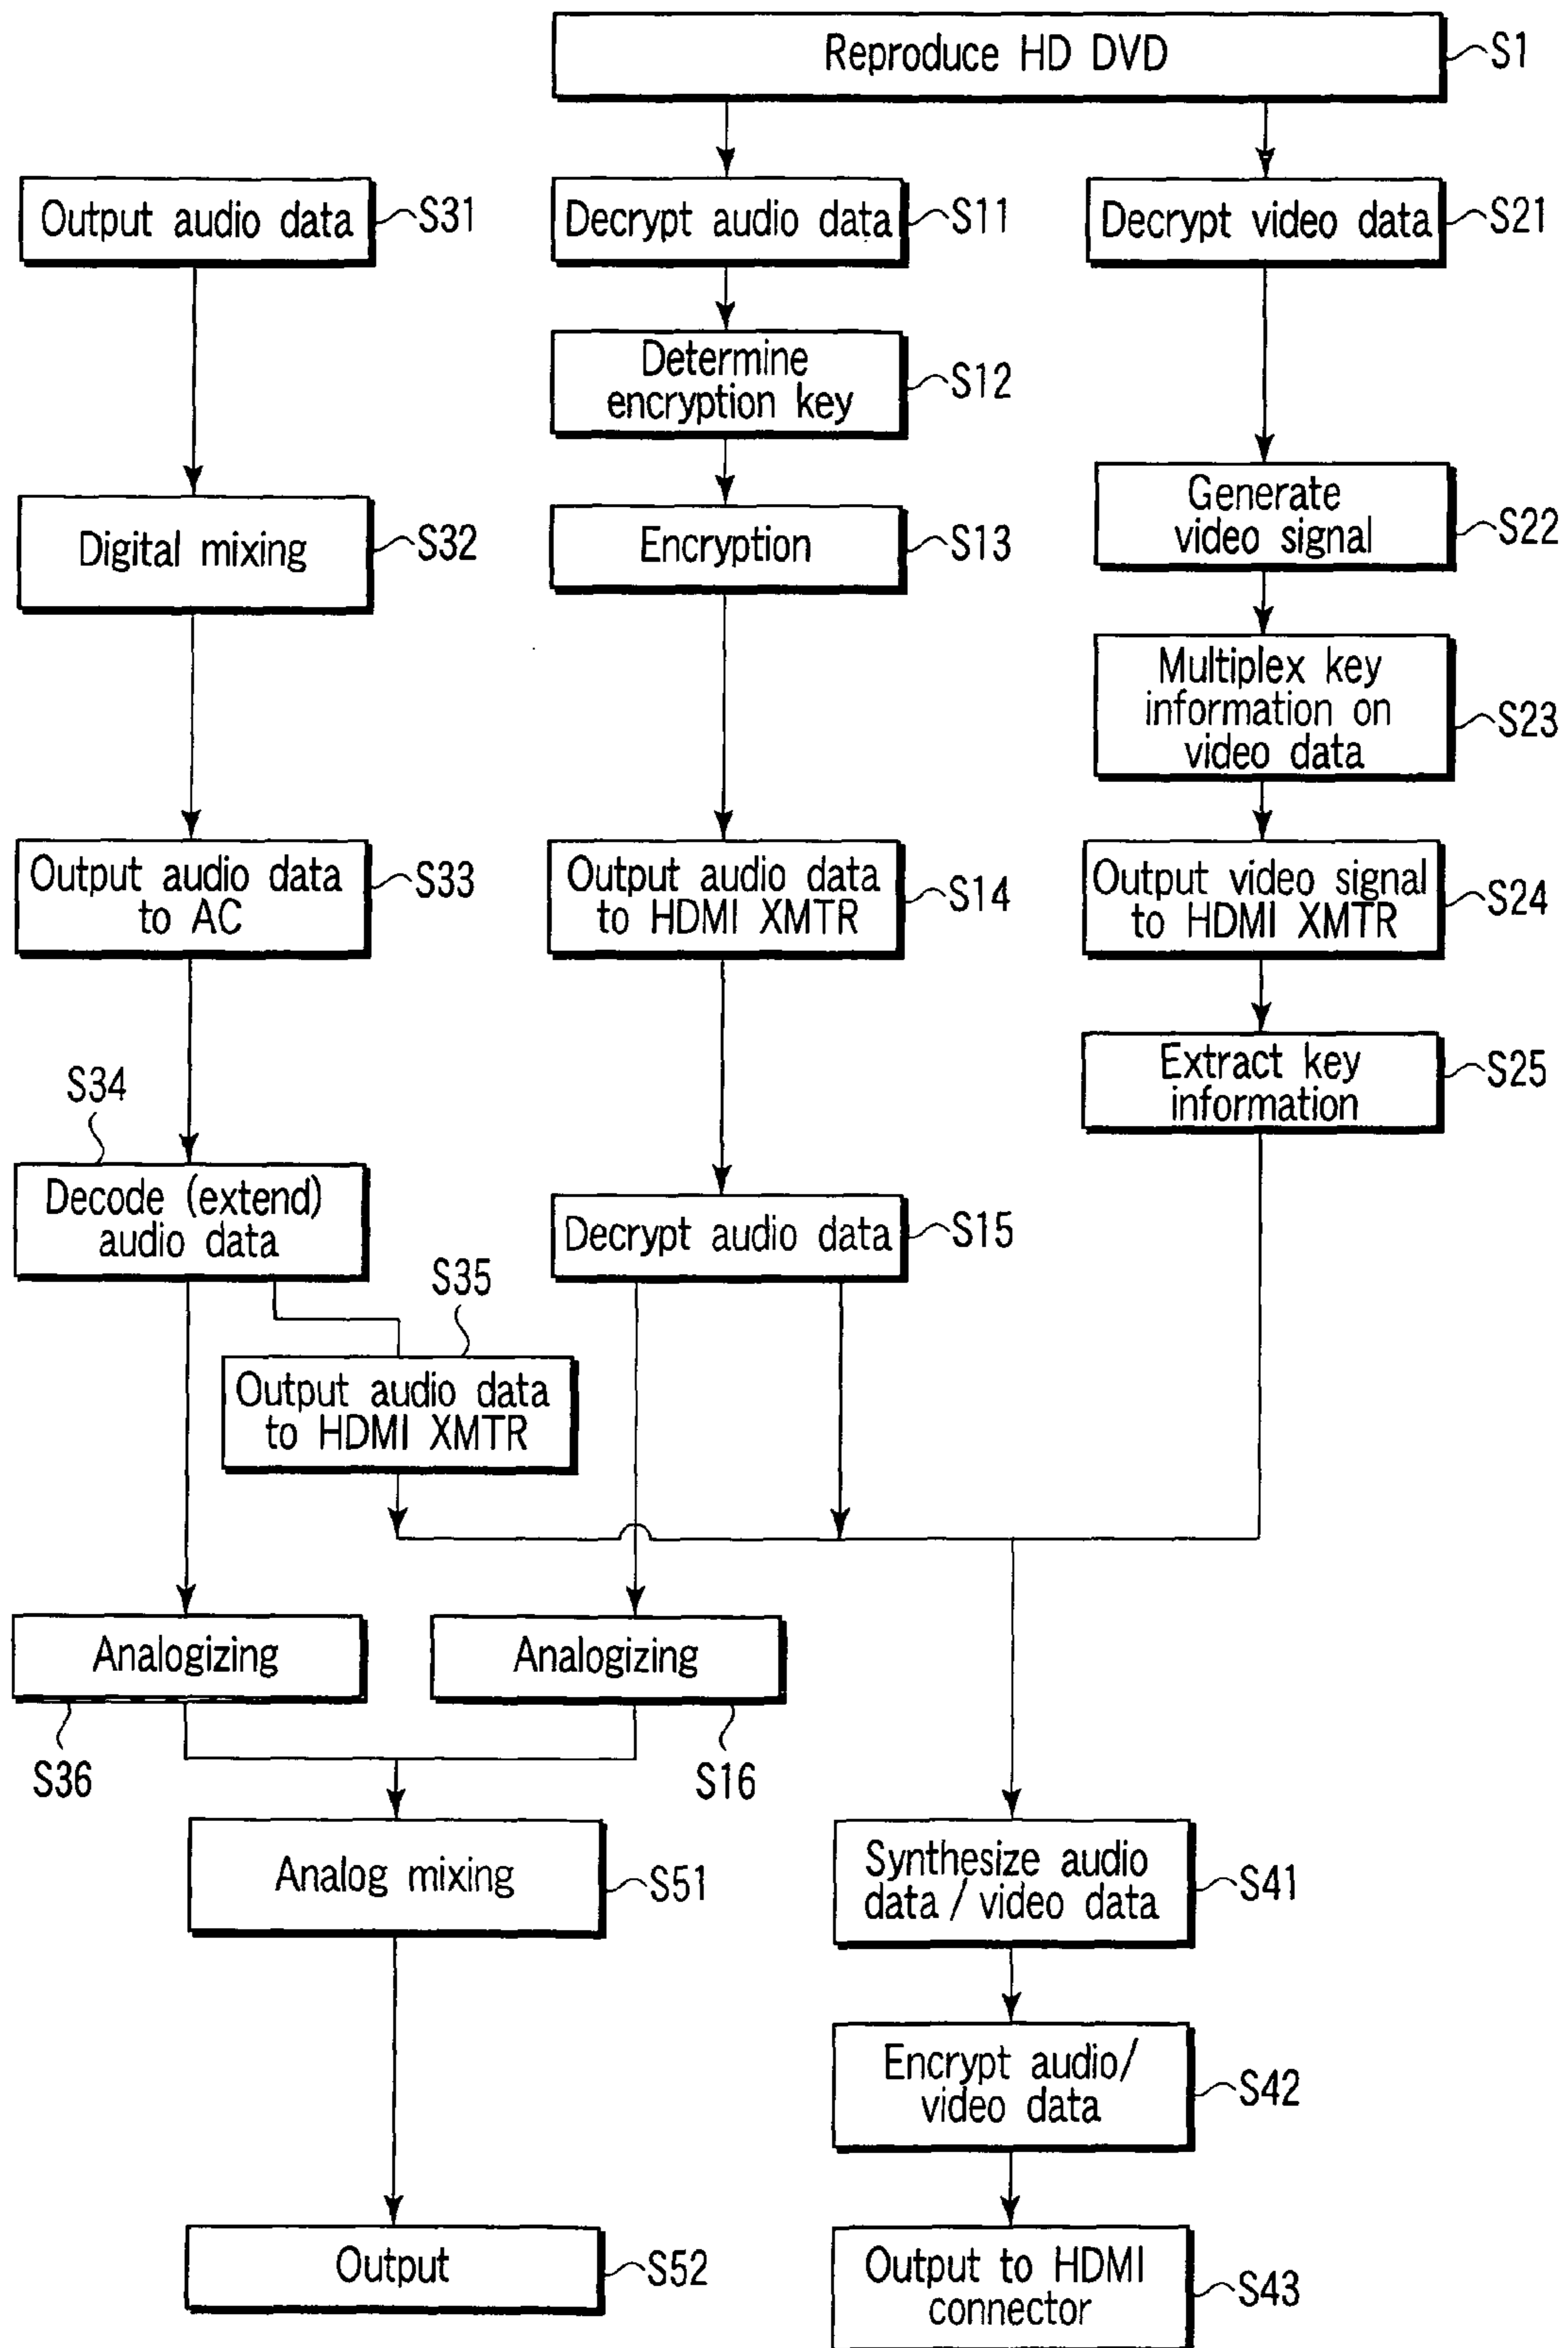 Reproduce HD DVD
S1
Output audio data
S31
Decrypt audio data
S11
Decrypt video data
S21
Determine
encryption key
S12
Generate
video signal
S22
Digital mixing
S32
Encryption
S13
Multiplex key
information on
video data
S23
Output audio data
to AC
S33
Output audio data
to HDMI XMTR
S14
Output video signal
to HDMI XMTR
S24
Extract key
information
S25
S34
Decode (extend)
audio data
Decrypt audio data
S15
S35
Output audio data
to HDMI XMTR
Analogizing
S36
Analogizing
S16
Analog mixing
S51
Synthesize audio
data / video data
S41
Encrypt audio/
video data
S42
Output
S52
Output to HDMI
connector
S43